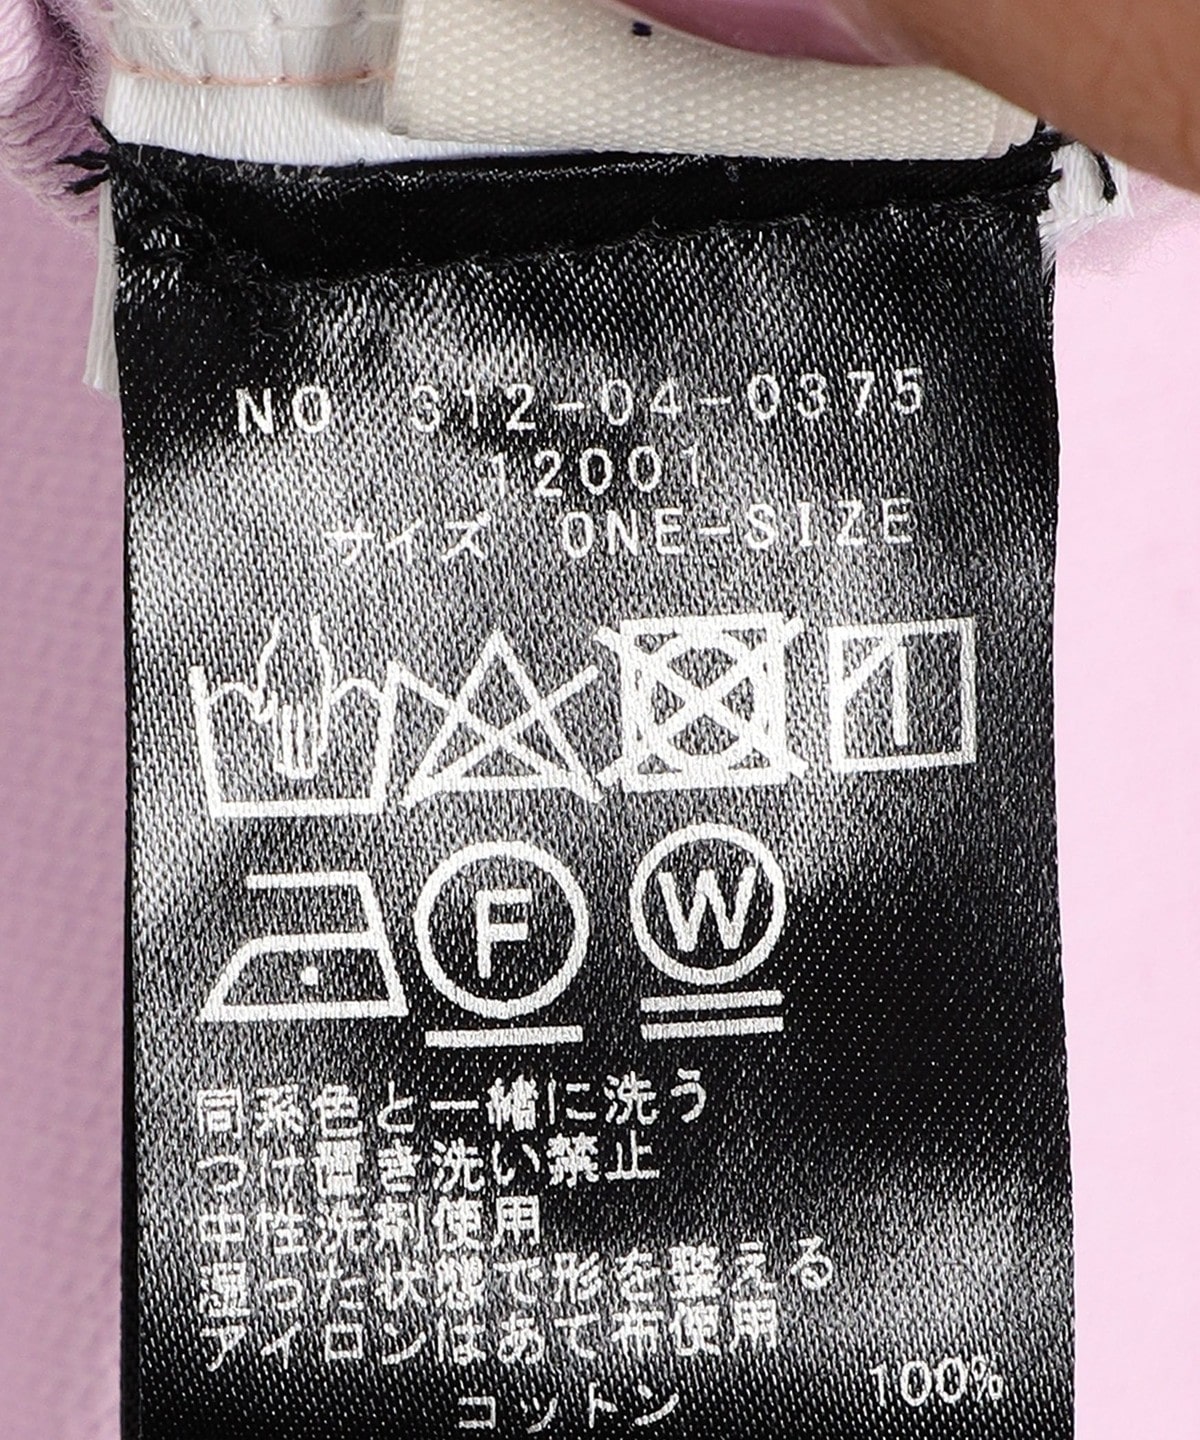 NO 312-04-0375
12001
サイズ ONE-SIZE
F W
同系色と一緒に洗う
つけ置き洗い禁止
中性洗剤使用
湿った状態で形を整える
アイロンはあて布使用
コットン 100%